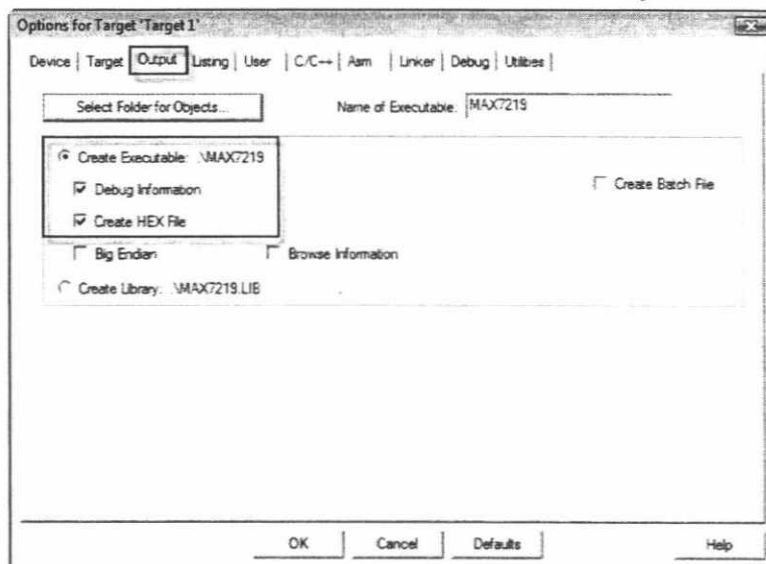 Options for Target 'Target 1'
Device | Target | Output | Listing | User | C/C++ | Asm | Linker | Debug | Utilities |
Select Folder for Objects... Name of Executable: MAX7219
Create Executable: .\MAX7219
Debug Information Create Batch File
Create HEX File
Big Endian Browse Information
Create Library: .\MAX7219.LIB
OK Cancel Defaults Help